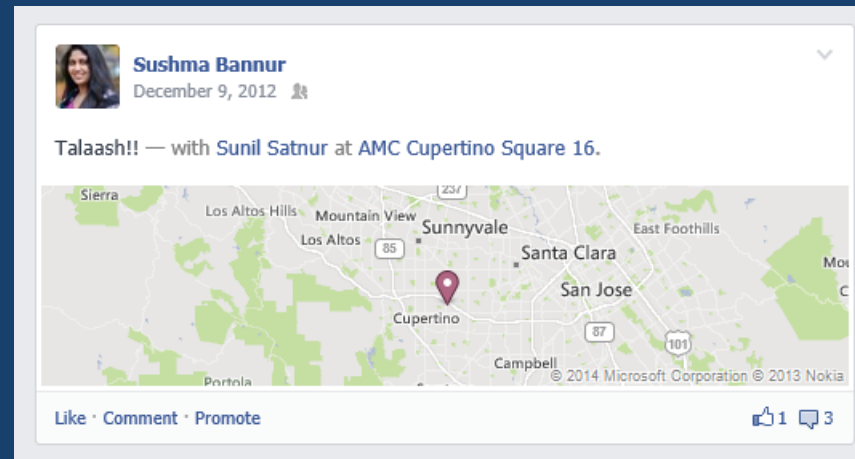 Sushma Bannur
December 9, 2012
Talaash!! — with Sunil Satnur at AMC Cupertino Square 16.
237
Sierra
Los Altos Hills
Mountain View
Sunnyvale
East Foothills
Los Altos
85
Santa Clara
Mou
San Jose
C
Cupertino
87
101
Campbell
Portola
© 2014 Microsoft Corporation © 2013 Nokia
Like · Comment · Promote
1 3